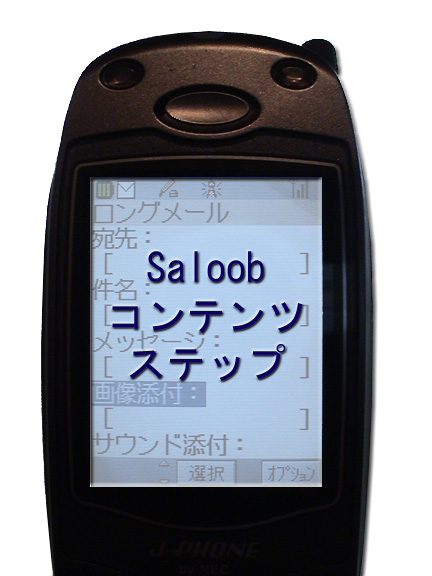 ロングメール
宛先：
[ ]
Saloob
件名：
[ ]
コンテンツ
メッセージ：
[ ]
ステップ
画像添付：
[ ]
サウンド添付：
選択 オプション
J-PHONE
by NEC